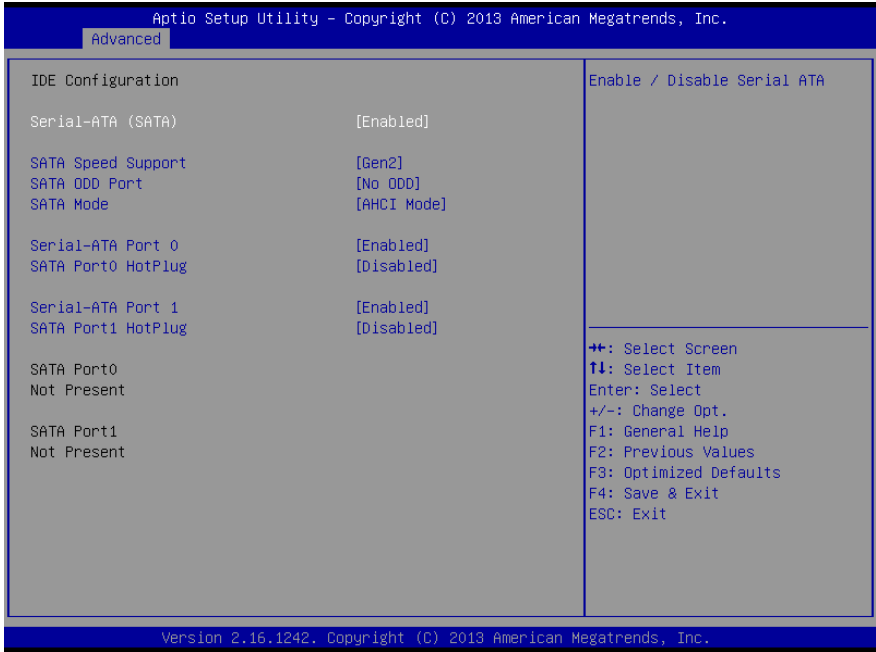 Aptio Setup Utility – Copyright (C) 2013 American Megatrends, Inc.
Advanced
IDE Configuration
Serial-ATA (SATA) [Enabled]
SATA Speed Support [Gen2]
SATA ODD Port [No ODD]
SATA Mode [AHCI Mode]
Serial-ATA Port 0 [Enabled]
SATA Port0 HotPlug [Disabled]
Serial-ATA Port 1 [Enabled]
SATA Port1 HotPlug [Disabled]
SATA Port0
Not Present
SATA Port1
Not Present
Enable / Disable Serial ATA
→←: Select Screen
↑↓: Select Item
Enter: Select
+/-: Change Opt.
F1: General Help
F2: Previous Values
F3: Optimized Defaults
F4: Save & Exit
ESC: Exit
Version 2.16.1242. Copyright (C) 2013 American Megatrends, Inc.